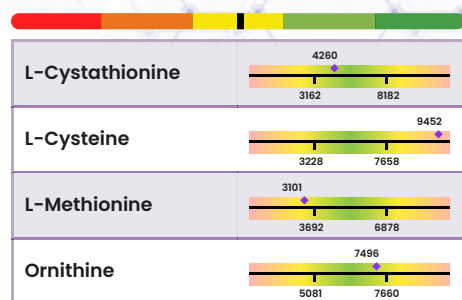 4260
L-Cystathionine
3162 8182
9452
L-Cysteine
3228 7658
3101
L-Methionine
3692 6878
7496
Ornithine
5081 7660